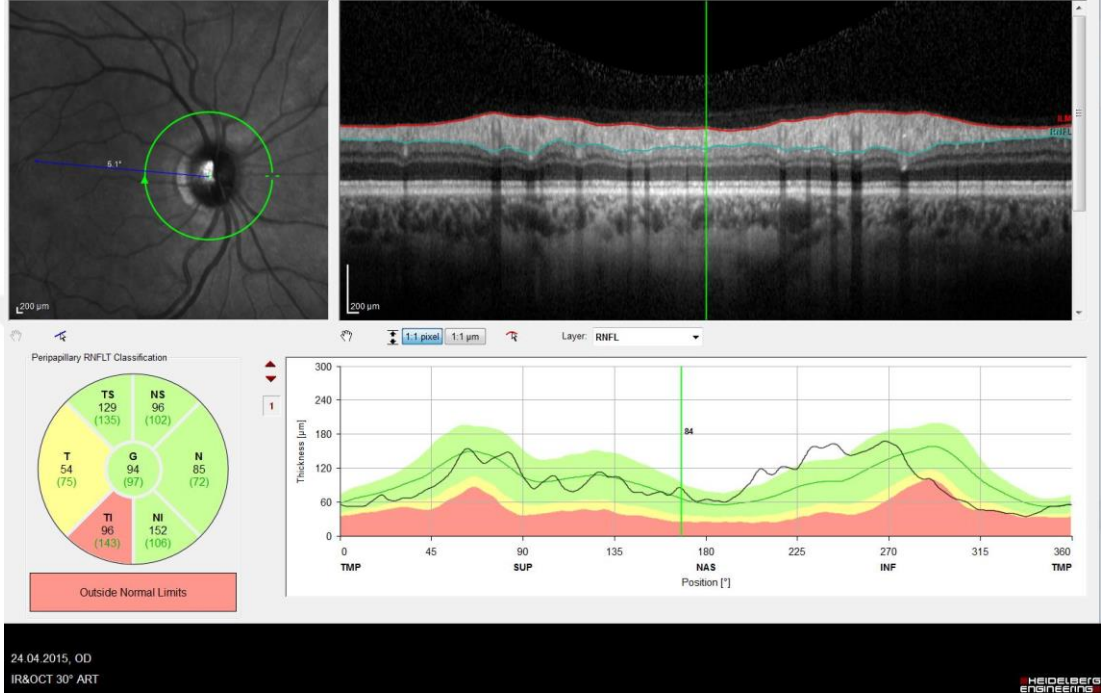 6.1°
200 µm
ILM
RNFL
200 µm
1:1 pixel
1:1 µm
Layer:
RNFL
Peripapillary RNFLT Classification
TS
129
(135)
NS
96
(102)
T
54
(75)
G
94
(97)
N
85
(72)
TI
96
(143)
NI
152
(106)
Outside Normal Limits
1
Thickness [µm]
300
240
180
120
60
0
84
0 45 90 135 180 225 270 315 360
TMP SUP NAS INF TMP
Position [°]
24.04.2015, OD
IR&OCT 30° ART
HEIDELBERG
ENGINEERING